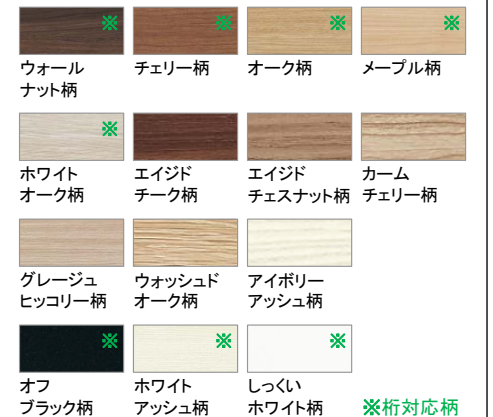 ※ ※ ※ ※
ウォール チェリー柄 オーク柄 メープル柄
ナット柄
※
ホワイト エイジド エイジド カーム
オーク柄 チーク柄 チェスナット柄 チェリー柄
グレージュ ウォッシュド アイボリー
ヒッコリー柄 オーク柄 アッシュ柄
※ ※ ※
オフ ホワイト しっくい
ブラック柄 アッシュ柄 ホワイト柄 ※桁対応柄